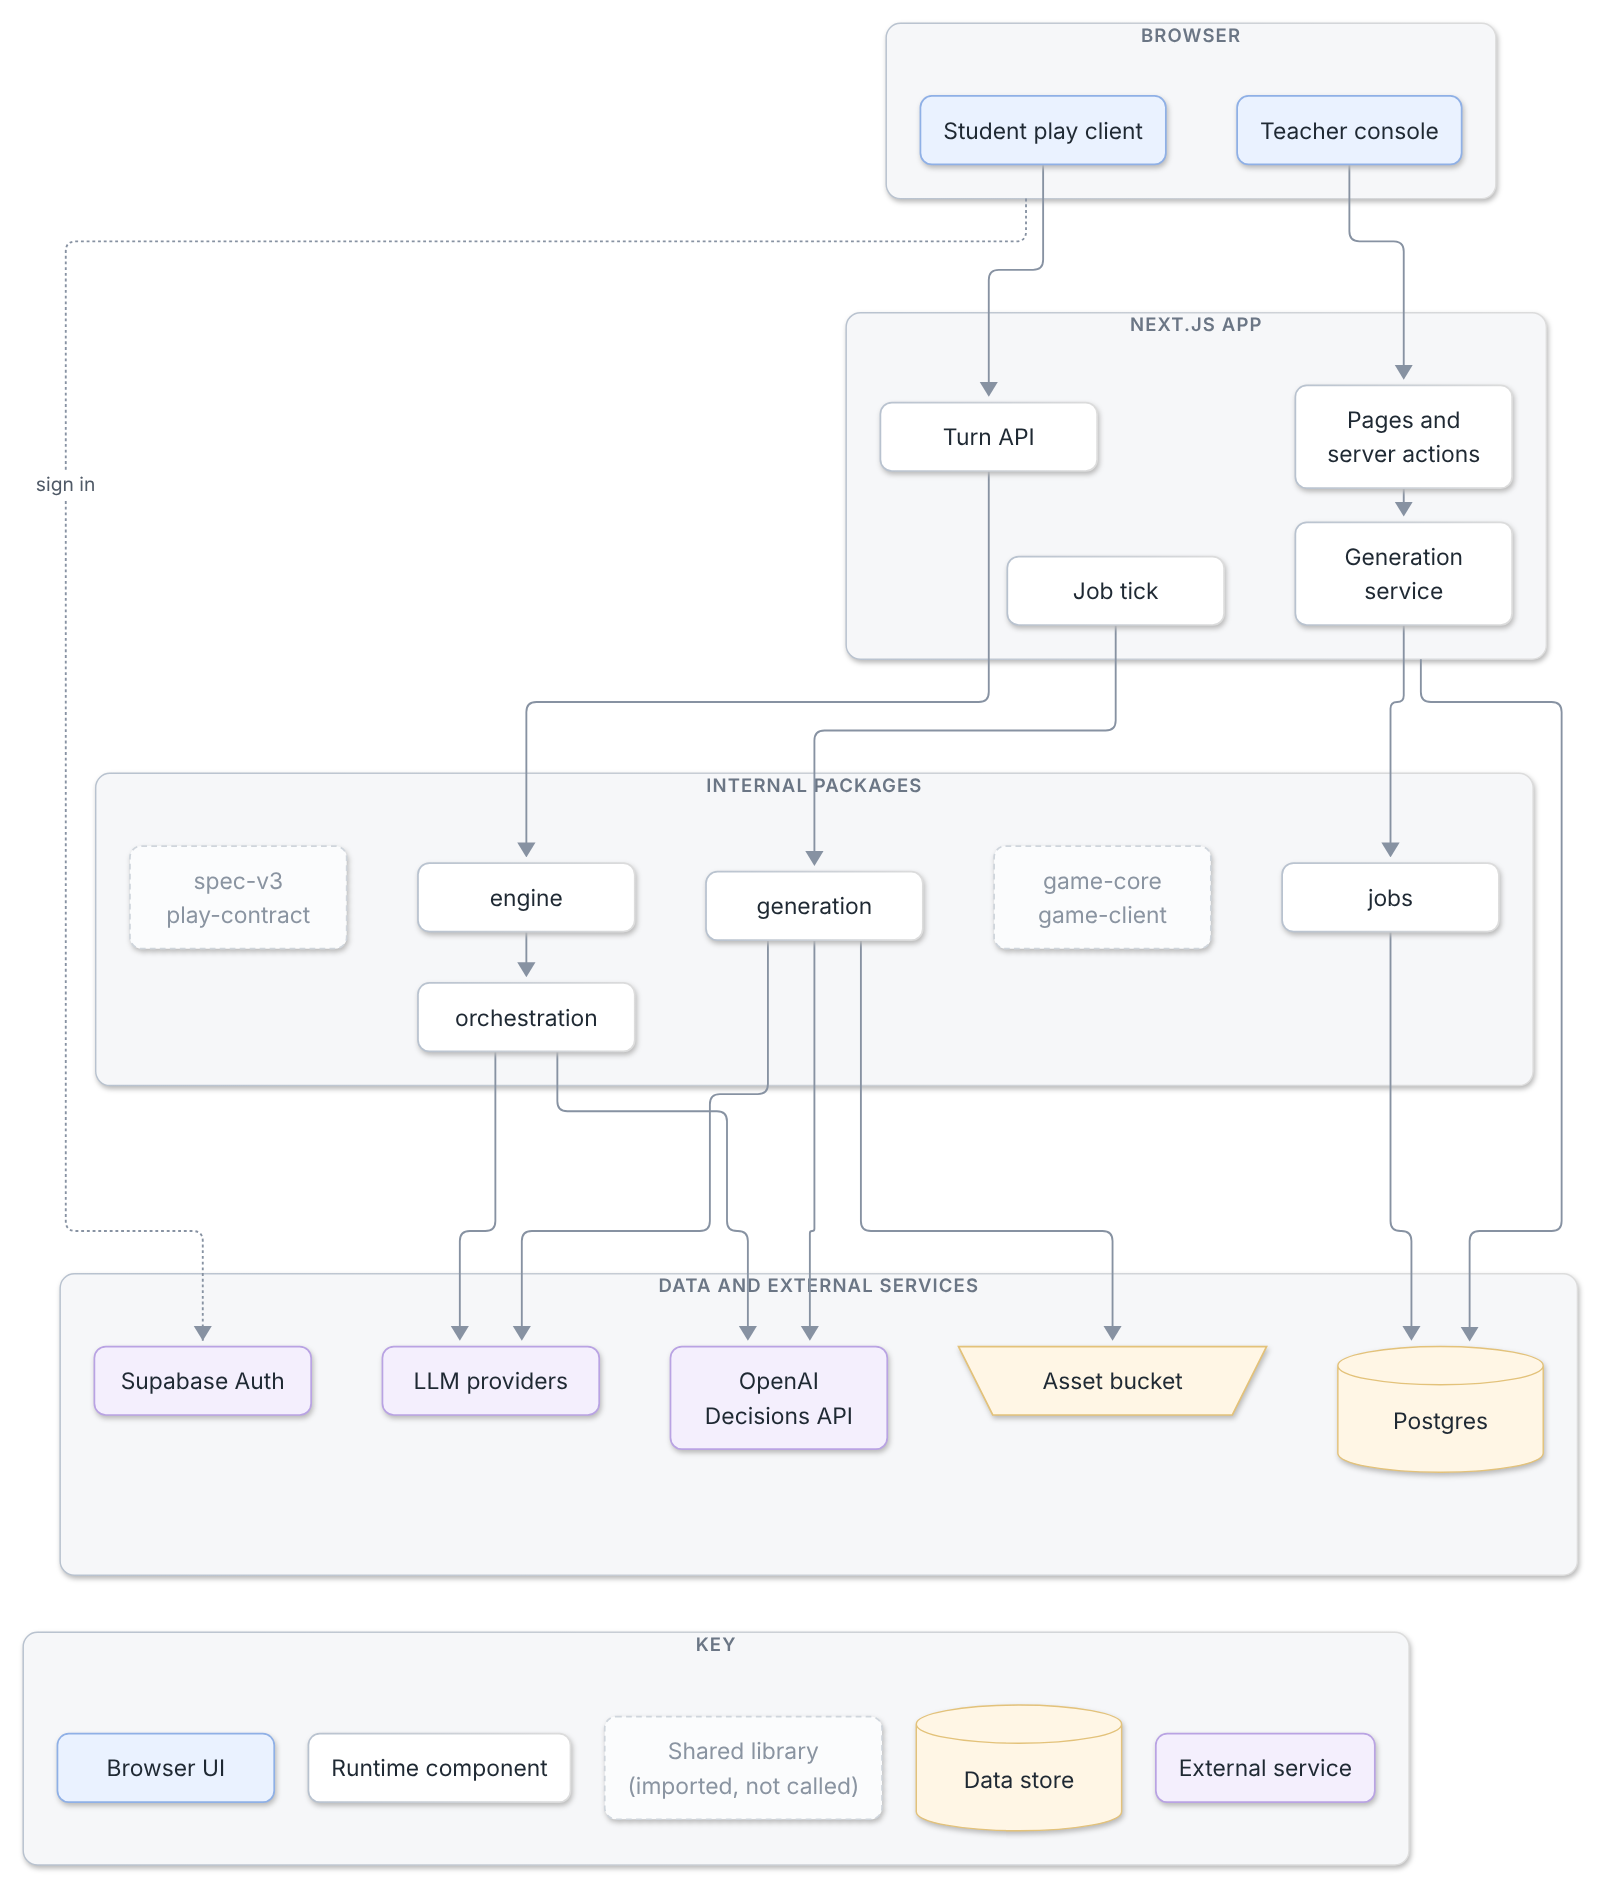 BROWSER
Student play client
Teacher console
sign in
NEXT.JS APP
Turn API
Pages and
server actions
Job tick
Generation
service
INTERNAL PACKAGES
spec-v3
play-contract
engine
generation
game-core
game-client
jobs
orchestration
DATA AND EXTERNAL SERVICES
Supabase Auth
LLM providers
OpenAI
Decisions API
Asset bucket
Postgres
KEY
Browser UI
Runtime component
Shared library
(imported, not called)
Data store
External service